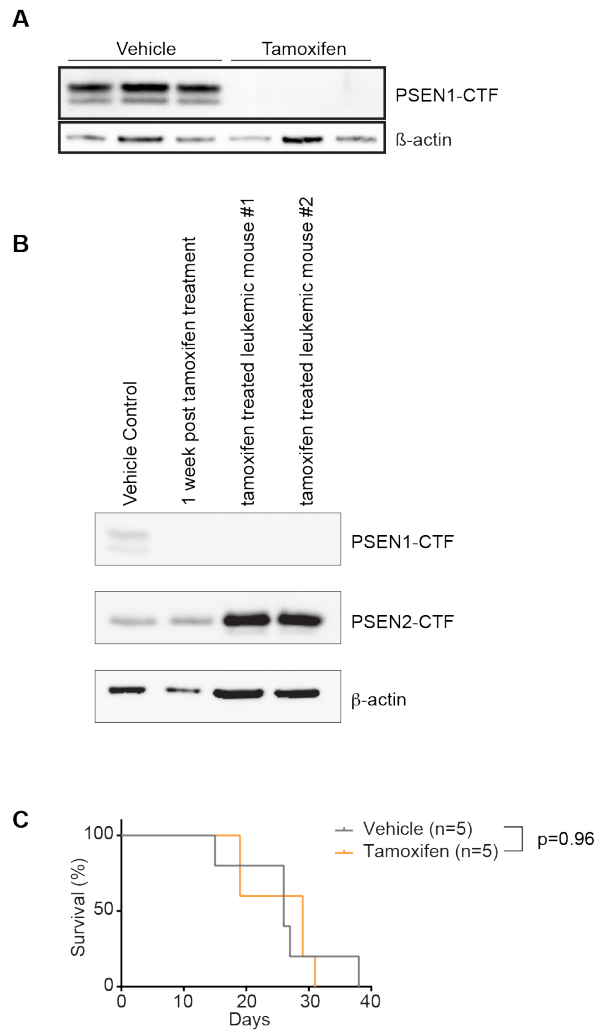 A
Vehicle Tamoxifen
PSEN1-CTF
ß-actin
B
Vehicle Control
1 week post tamoxifen treatment
tamoxifen treated leukemic mouse #1
tamoxifen treated leukemic mouse #2
PSEN1-CTF
PSEN2-CTF
β-actin
C
Vehicle (n=5)
Tamoxifen (n=5)
p=0.96
Survival (%)
100
50
0
0 10 20 30 40
Days